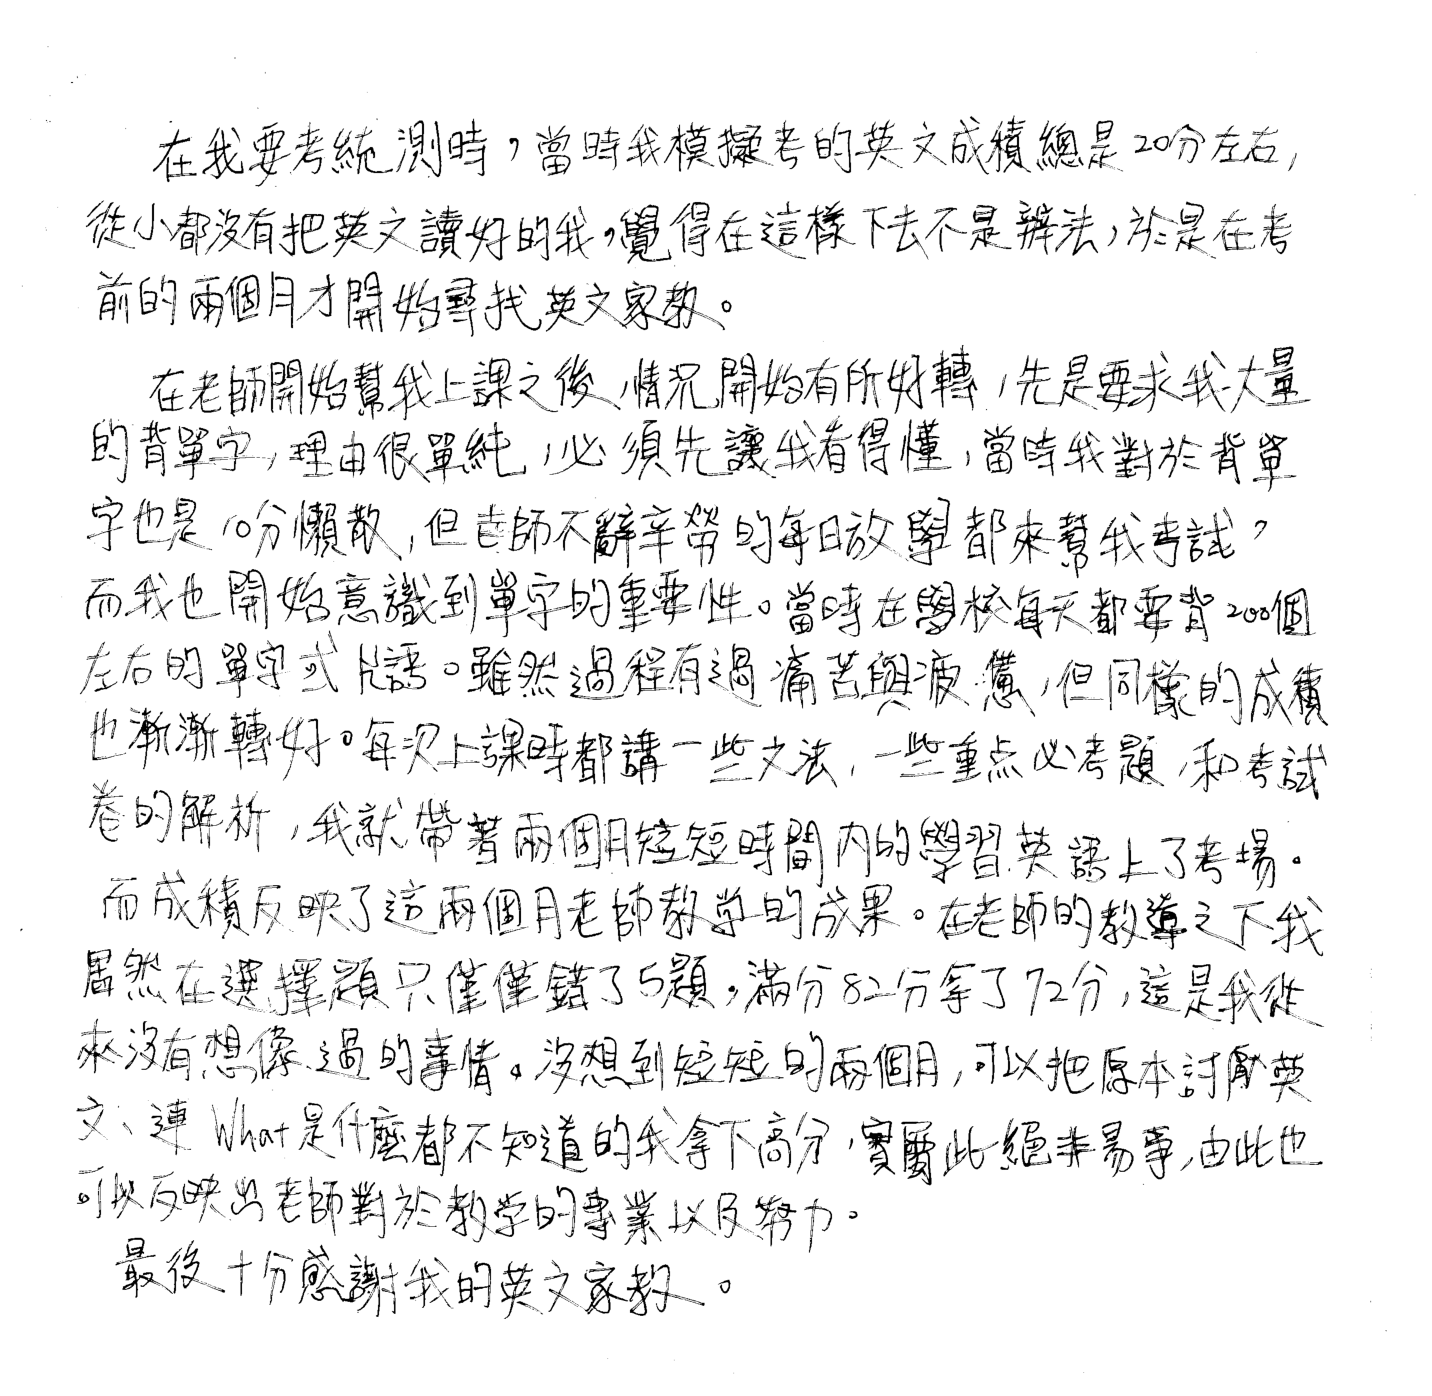 在我要考統測時，當時我模擬考的英文成積總是20分左右，
從小都沒有把英文讀好的我，覺得在這樣下去不是辦法，於是在考
前的兩個月才開始尋找英文家教。
在老師開始幫我上課之後，情況開始有所好轉，先是要求我大量
的背單字，理由很單純，必須先讓我看得懂，當時我對於背單
字也是10分懶散，但老師不辭辛勞的每日放學都來幫我考試，
而我也開始意識到單字的重要性。當時在學校每天都要背200個
左右的單字或片語。雖然過程有過痛苦與疲憊，但同樣的成積
也漸漸轉好。每次上課時都講一些文法，一些重点必考題，和考試
卷的解析，我就帶著兩個月短短時間內的學習英語上了考場。
而成積反映了這兩個月老師教学的成果。在老師的教導之下我
居然在選擇題只僅僅錯了5題，滿分82分拿了72分，這是我從
來沒有想像過的事情。沒想到短短的兩個月，可以把原本討厭英
文、連What是什麼都不知道的我拿下高分，實屬此絕非易事，由此也
可以反映出老師對於教学的專業以及努力。
最後十分感謝我的英文家教。